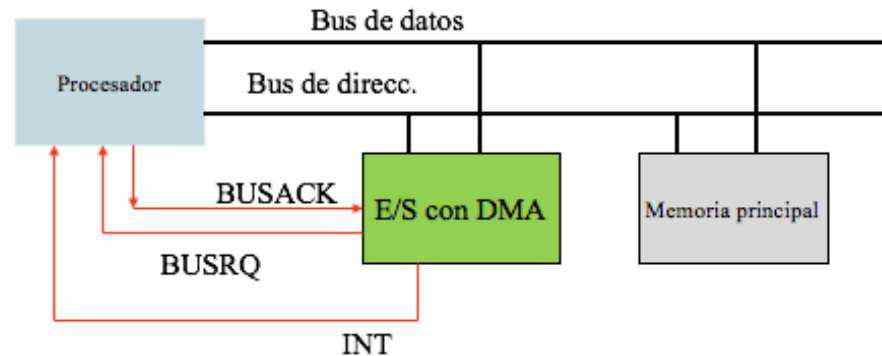 Bus de datos
Procesador
Bus de direcc.
BUSACK
E/S con DMA
Memoria principal
BUSRQ
INT